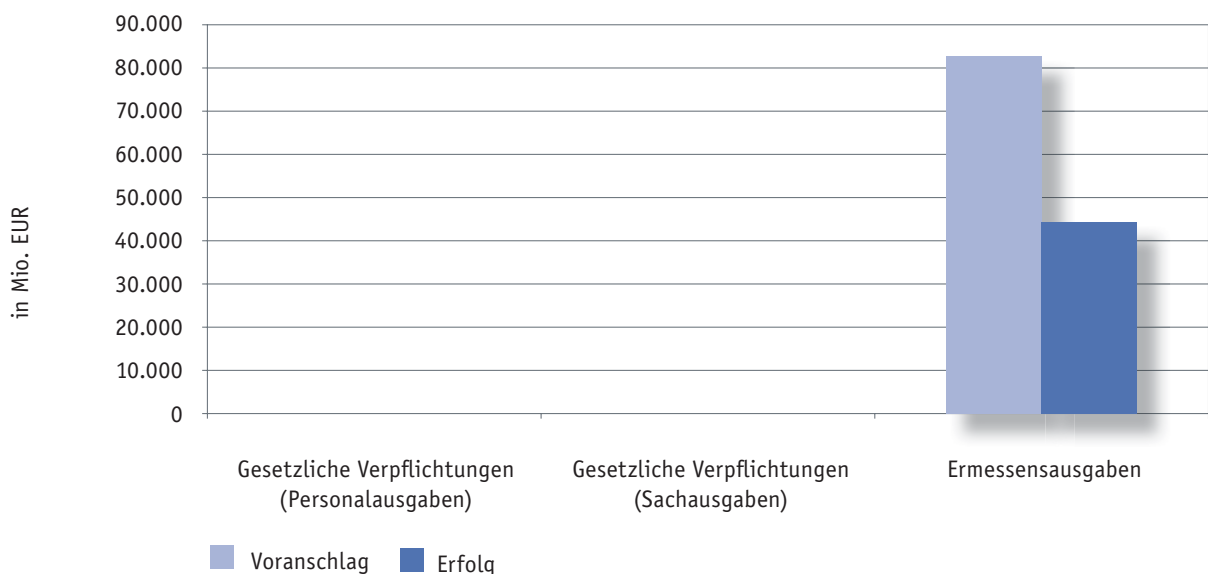 90.000
80.000
70.000
60.000
50.000
40.000
30.000
20.000
10.000
0
in Mio. EUR
Gesetzliche Verpflichtungen
(Personalausgaben)
Gesetzliche Verpflichtungen
(Sachausgaben)
Ermessensausgaben
Voranschlag
Erfolg